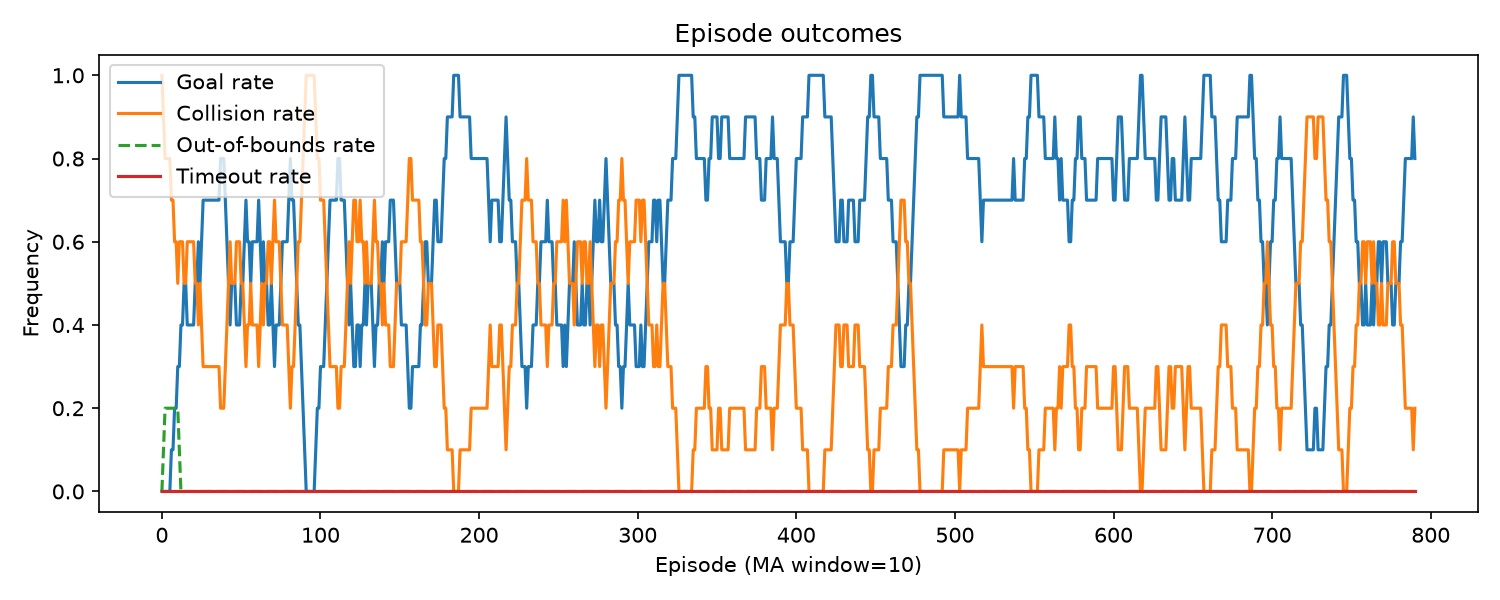 Episode outcomes
Goal rate
Collision rate
Out-of-bounds rate
Timeout rate
1.0
0.8
0.6
0.4
0.2
0.0
Frequency
0 100 200 300 400 500 600 700 800
Episode (MA window=10)